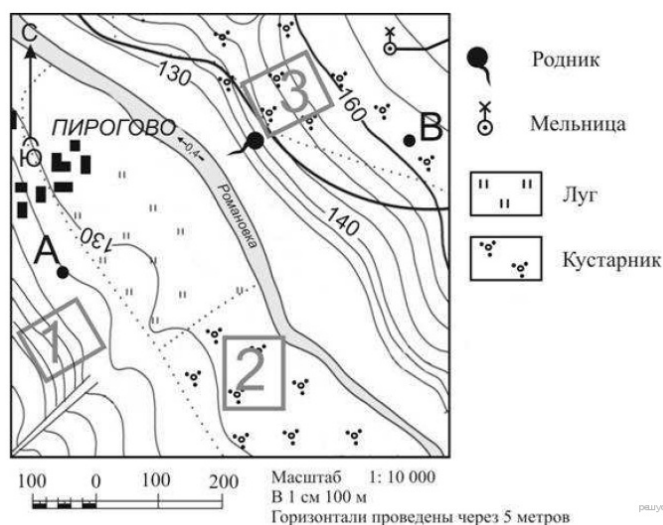 С
Ю
ПИРОГОВО
0,4
Романовка
130
130
140
160
1
2
3
А
В
Родник
Мельница
Луг
Кустарник
100 0 100 200
Масштаб 1: 10 000
В 1 см 100 м
Горизонтали проведены через 5 метров